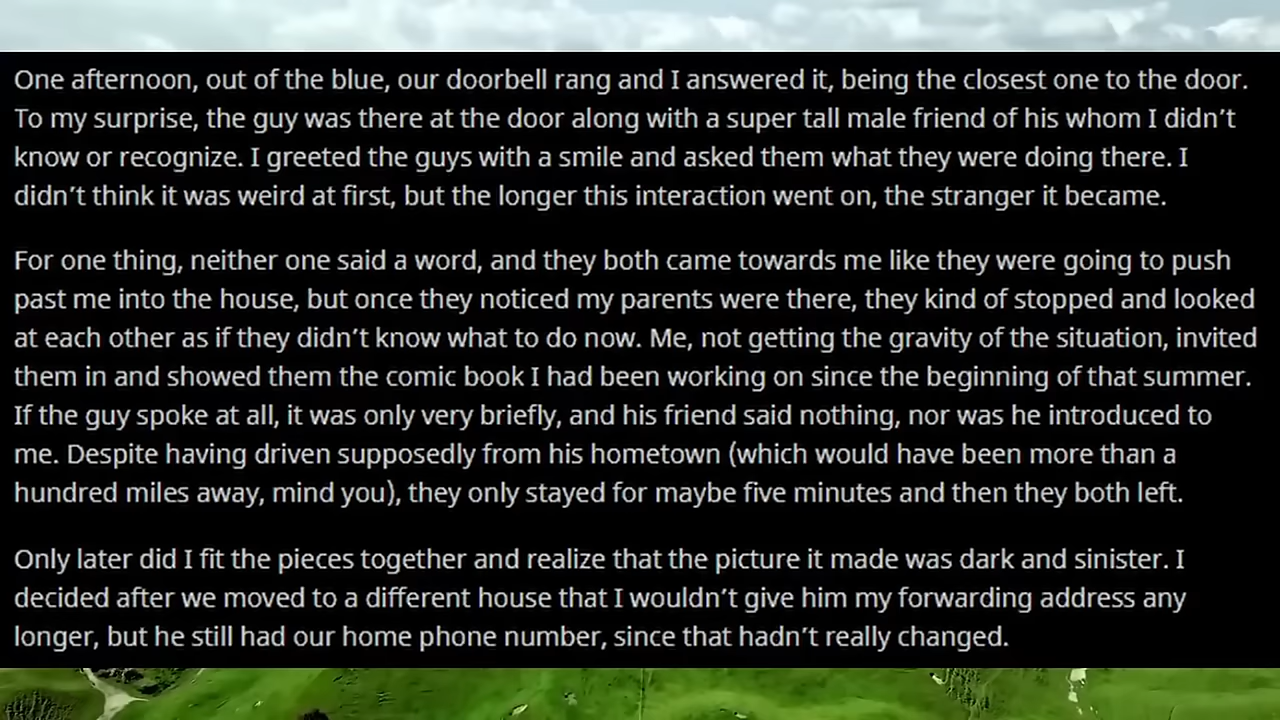 One afternoon, out of the blue, our doorbell rang and I answered it, being the closest one to the door.
To my surprise, the guy was there at the door along with a super tall male friend of his whom I didn’t
know or recognize. I greeted the guys with a smile and asked them what they were doing there. I
didn’t think it was weird at first, but the longer this interaction went on, the stranger it became.
For one thing, neither one said a word, and they both came towards me like they were going to push
past me into the house, but once they noticed my parents were there, they kind of stopped and looked
at each other as if they didn’t know what to do now. Me, not getting the gravity of the situation, invited
them in and showed them the comic book I had been working on since the beginning of that summer.
If the guy spoke at all, it was only very briefly, and his friend said nothing, nor was he introduced to
me. Despite having driven supposedly from his hometown (which would have been more than a
hundred miles away, mind you), they only stayed for maybe five minutes and then they both left.
Only later did I fit the pieces together and realize that the picture it made was dark and sinister. I
decided after we moved to a different house that I wouldn’t give him my forwarding address any
longer, but he still had our home phone number, since that hadn’t really changed.